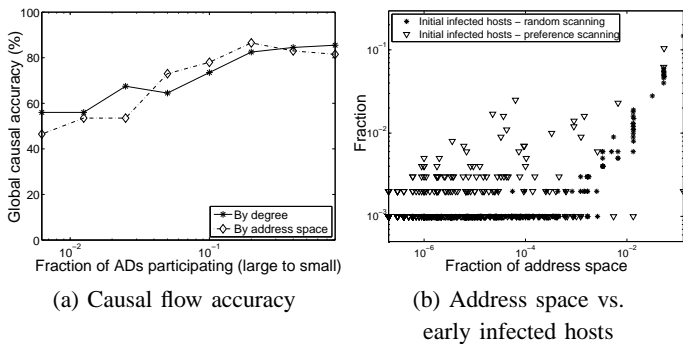 Global causal accuracy (%)
100
80
60
40
20
0
By degree
By address space
10⁻²
10⁻¹
Fraction of ADs participating (large to small)
(a) Causal flow accuracy
Initial infected hosts – random scanning
Initial infected hosts – preference scanning
Fraction
10⁻¹
10⁻²
10⁻³
10⁻⁶
10⁻⁴
10⁻²
Fraction of address space
(b) Address space vs.
early infected hosts